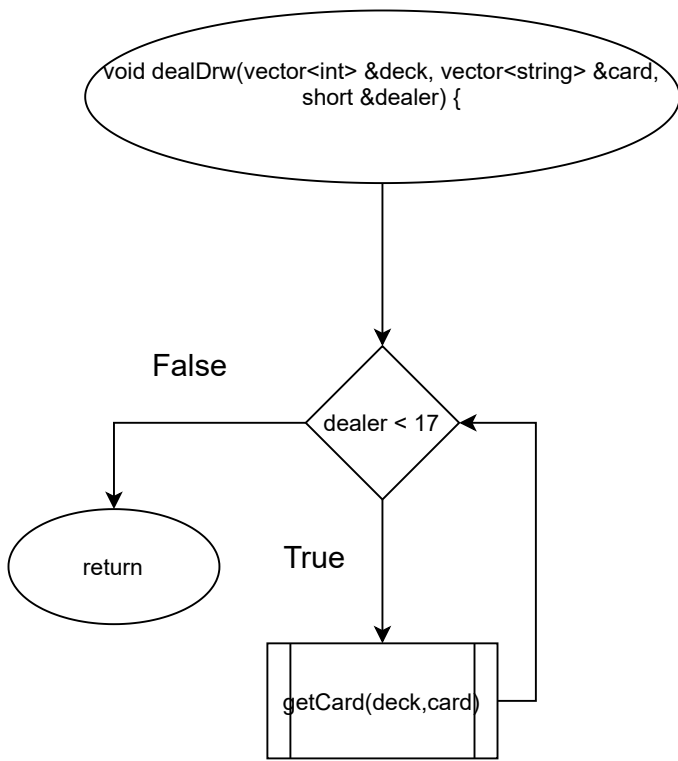 void dealDrw(vector<int> &deck, vector<string> &card,
short &dealer) {
False
dealer < 17
return
True
getCard(deck,card)